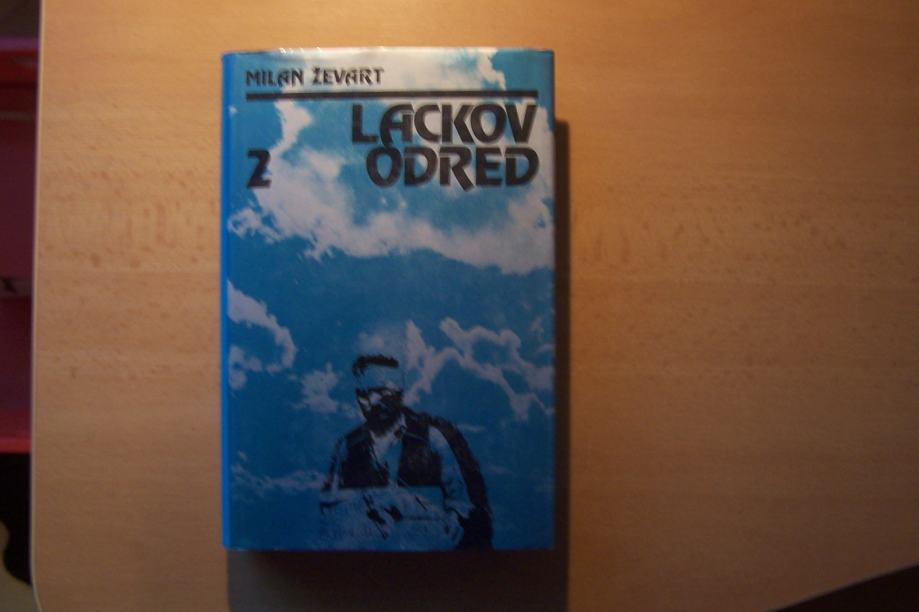 MILAN ŽEVART
LACKOV
2 ODRED